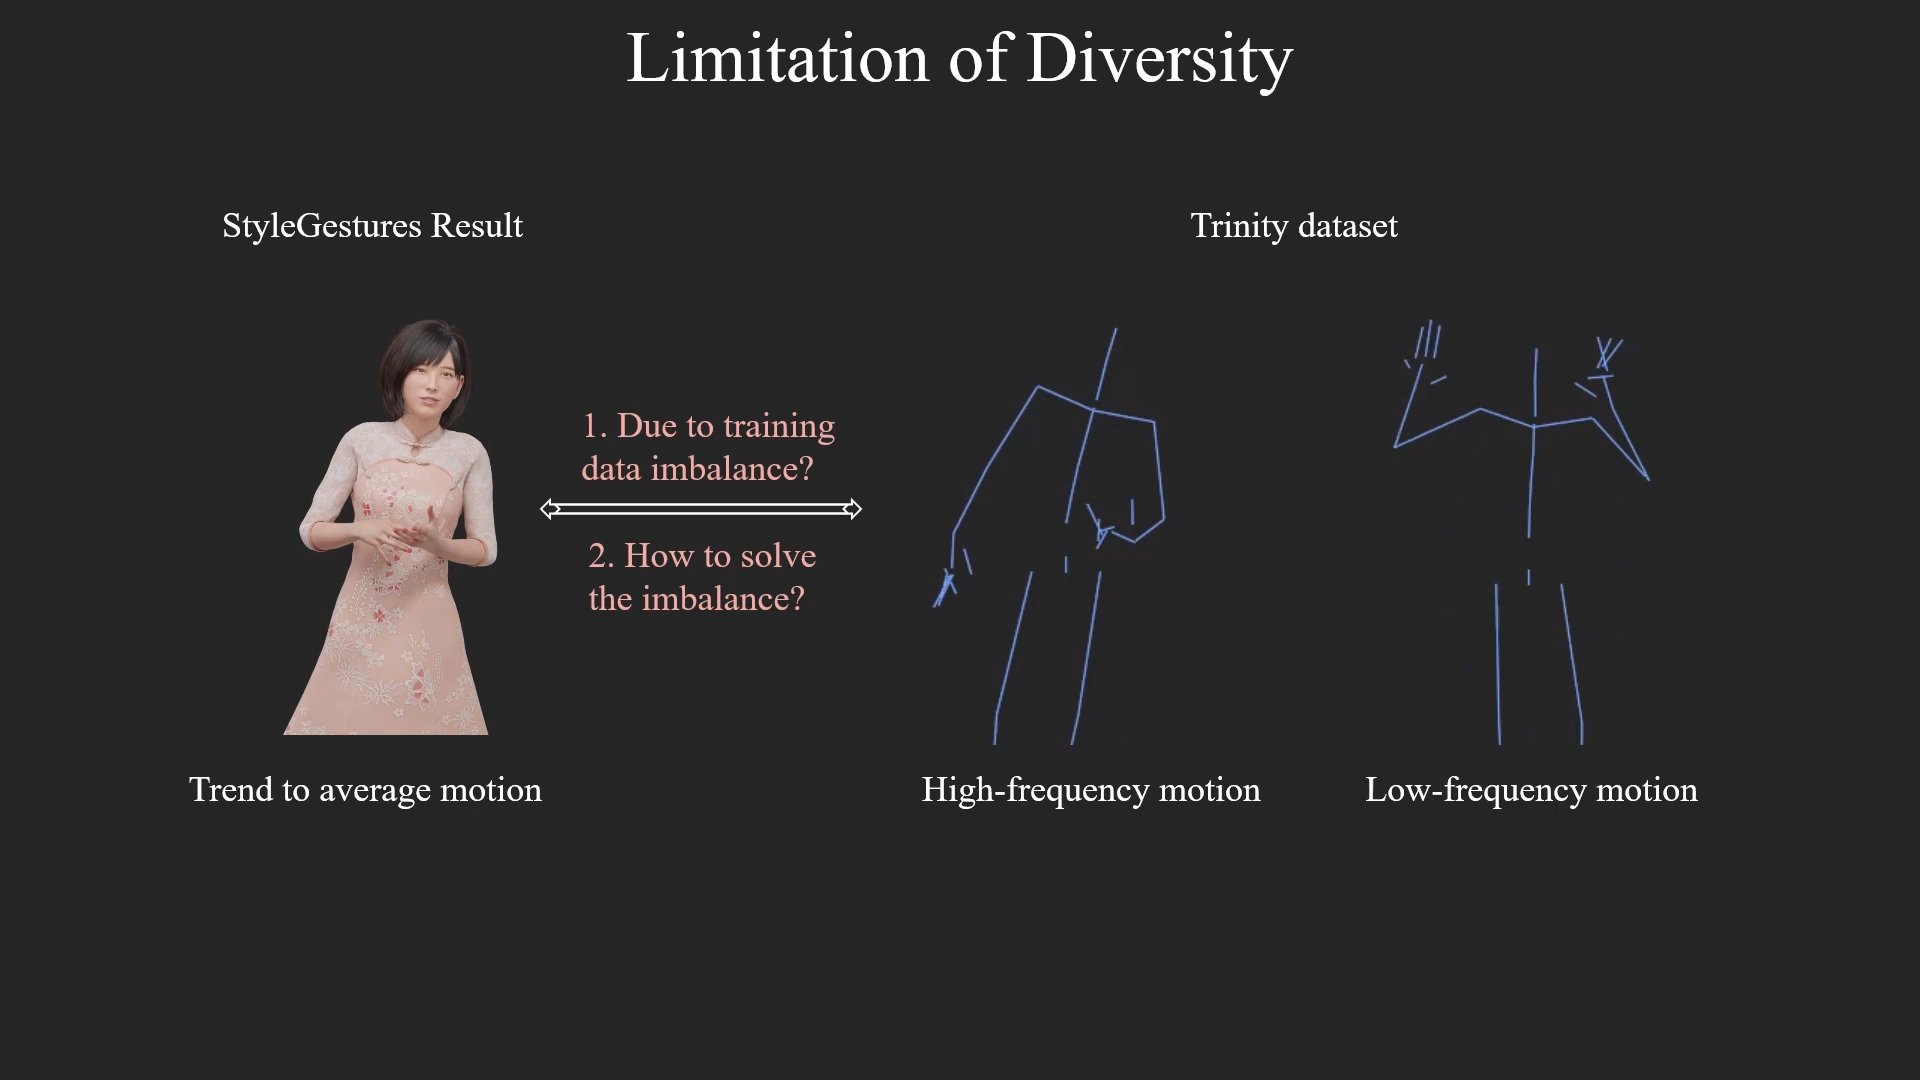 Limitation of Diversity
StyleGestures Result
Trinity dataset
1. Due to training
data imbalance?
2. How to solve
the imbalance?
Trend to average motion
High-frequency motion
Low-frequency motion